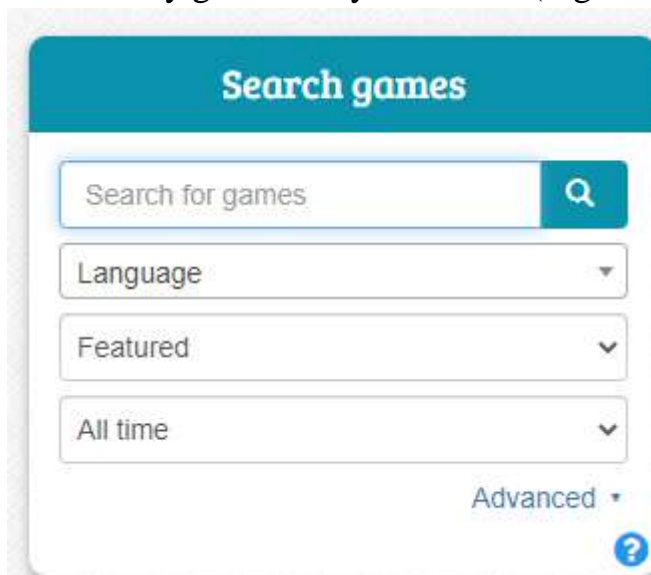 Search games
Search for games
Language
Featured
All time
Advanced
?